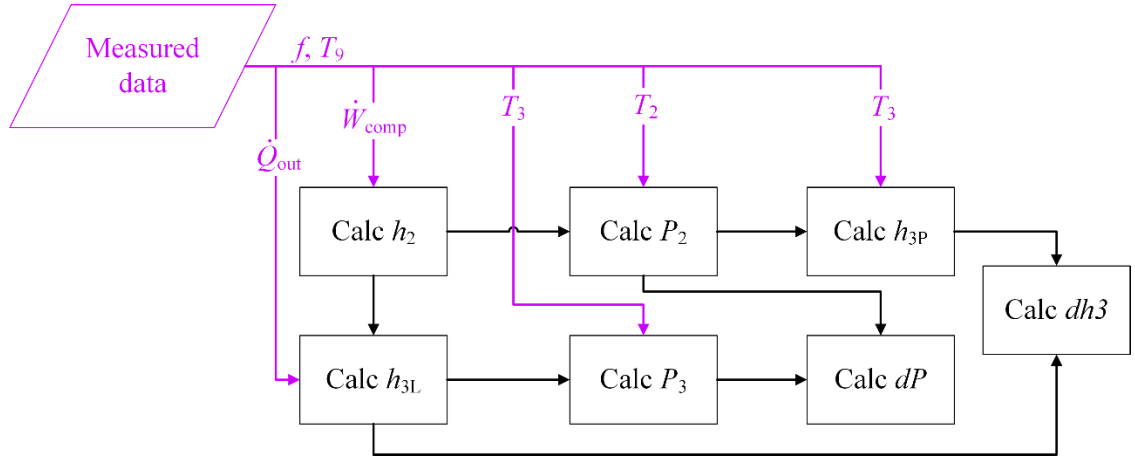 Measured
data
f, T₉
Ẇcomp
T₃
T₂
T₃
Q̇out
Calc h₂
Calc P₂
Calc h₃P
Calc dh3
Calc h₃L
Calc P₃
Calc dP